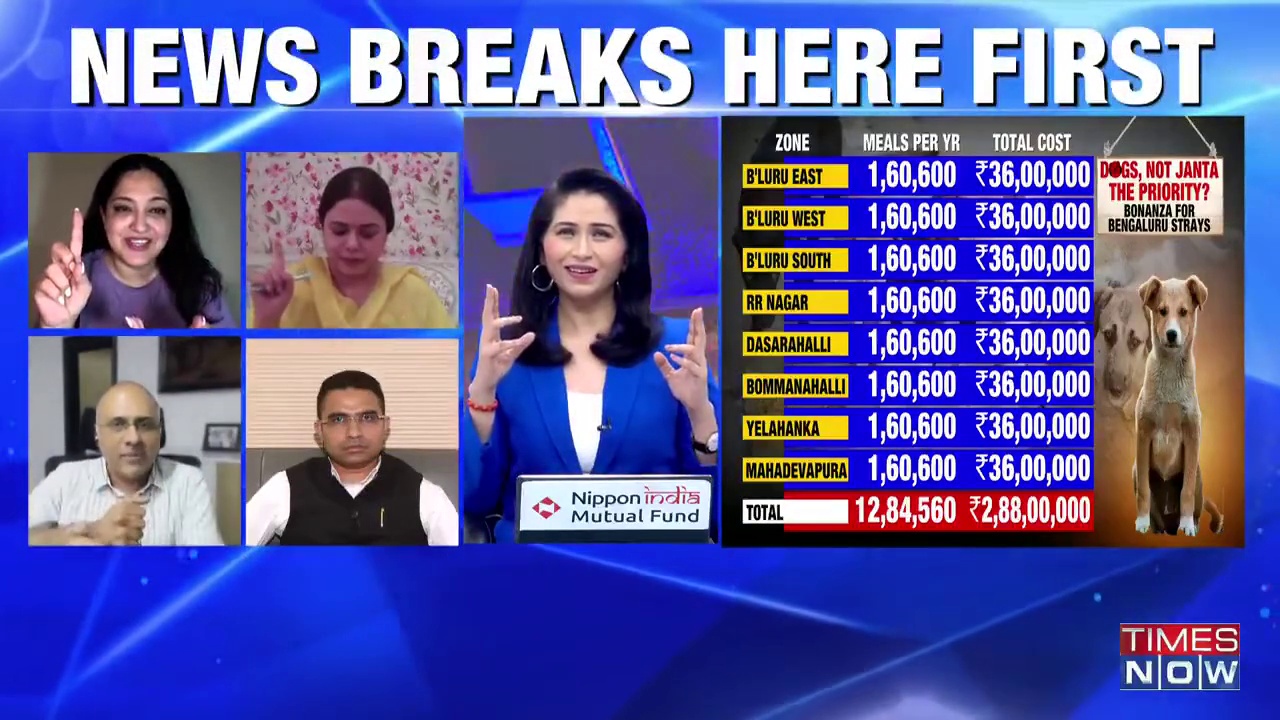 NEWS BREAKS HERE FIRST
ZONE MEALS PER YR TOTAL COST
B'LURU EAST 1,60,600 ₹36,00,000
B'LURU WEST 1,60,600 ₹36,00,000
B'LURU SOUTH 1,60,600 ₹36,00,000
RR NAGAR 1,60,600 ₹36,00,000
DASARAHALLI 1,60,600 ₹36,00,000
BOMMANAHALLI 1,60,600 ₹36,00,000
YELAHANKA 1,60,600 ₹36,00,000
MAHADEVAPURA 1,60,600 ₹36,00,000
TOTAL 12,84,560 ₹2,88,00,000
DOGS, NOT JANTA
THE PRIORITY?
BONANZA FOR
BENGALURU STRAYS
Nippon india
Mutual Fund
TIMES
NOW